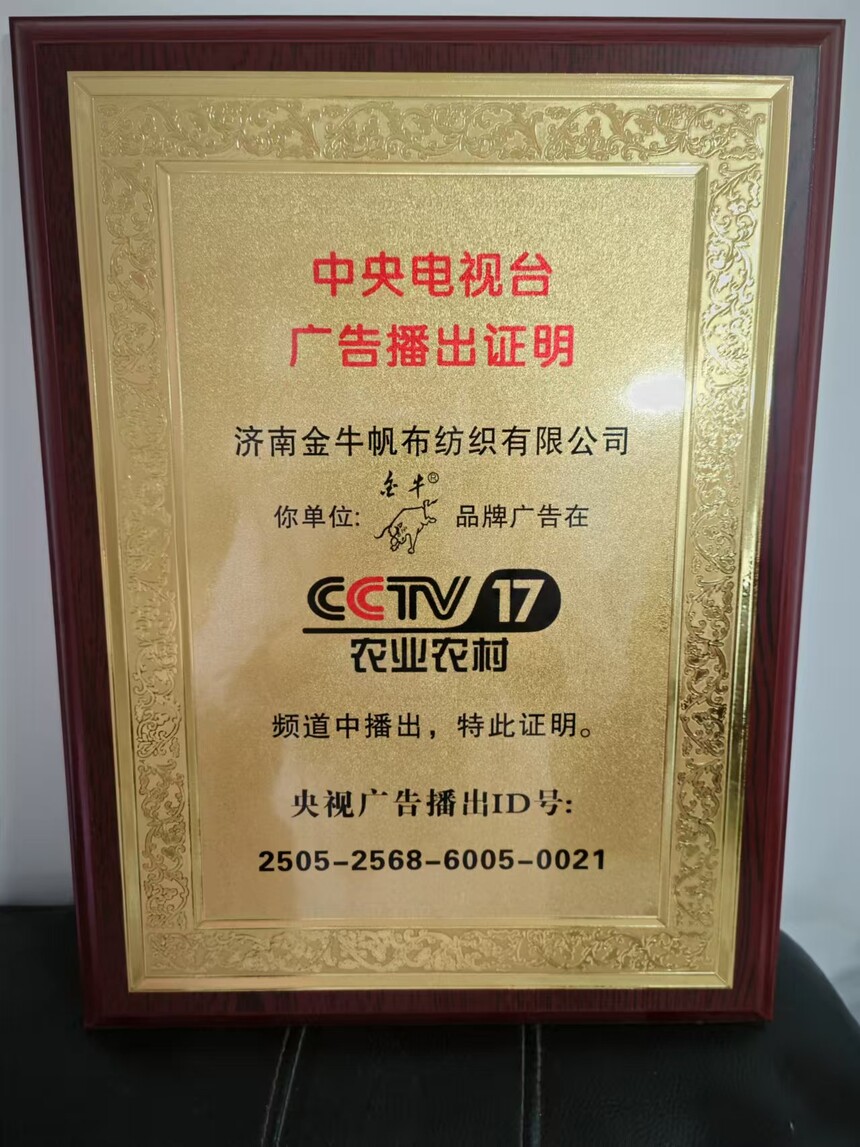 中央电视台
广告播出证明
济南金牛帆布纺织有限公司
金牛®
你单位: 品牌广告在
CCTV 17
农业农村
频道中播出，特此证明。
央视广告播出ID号:
2505-2568-6005-0021